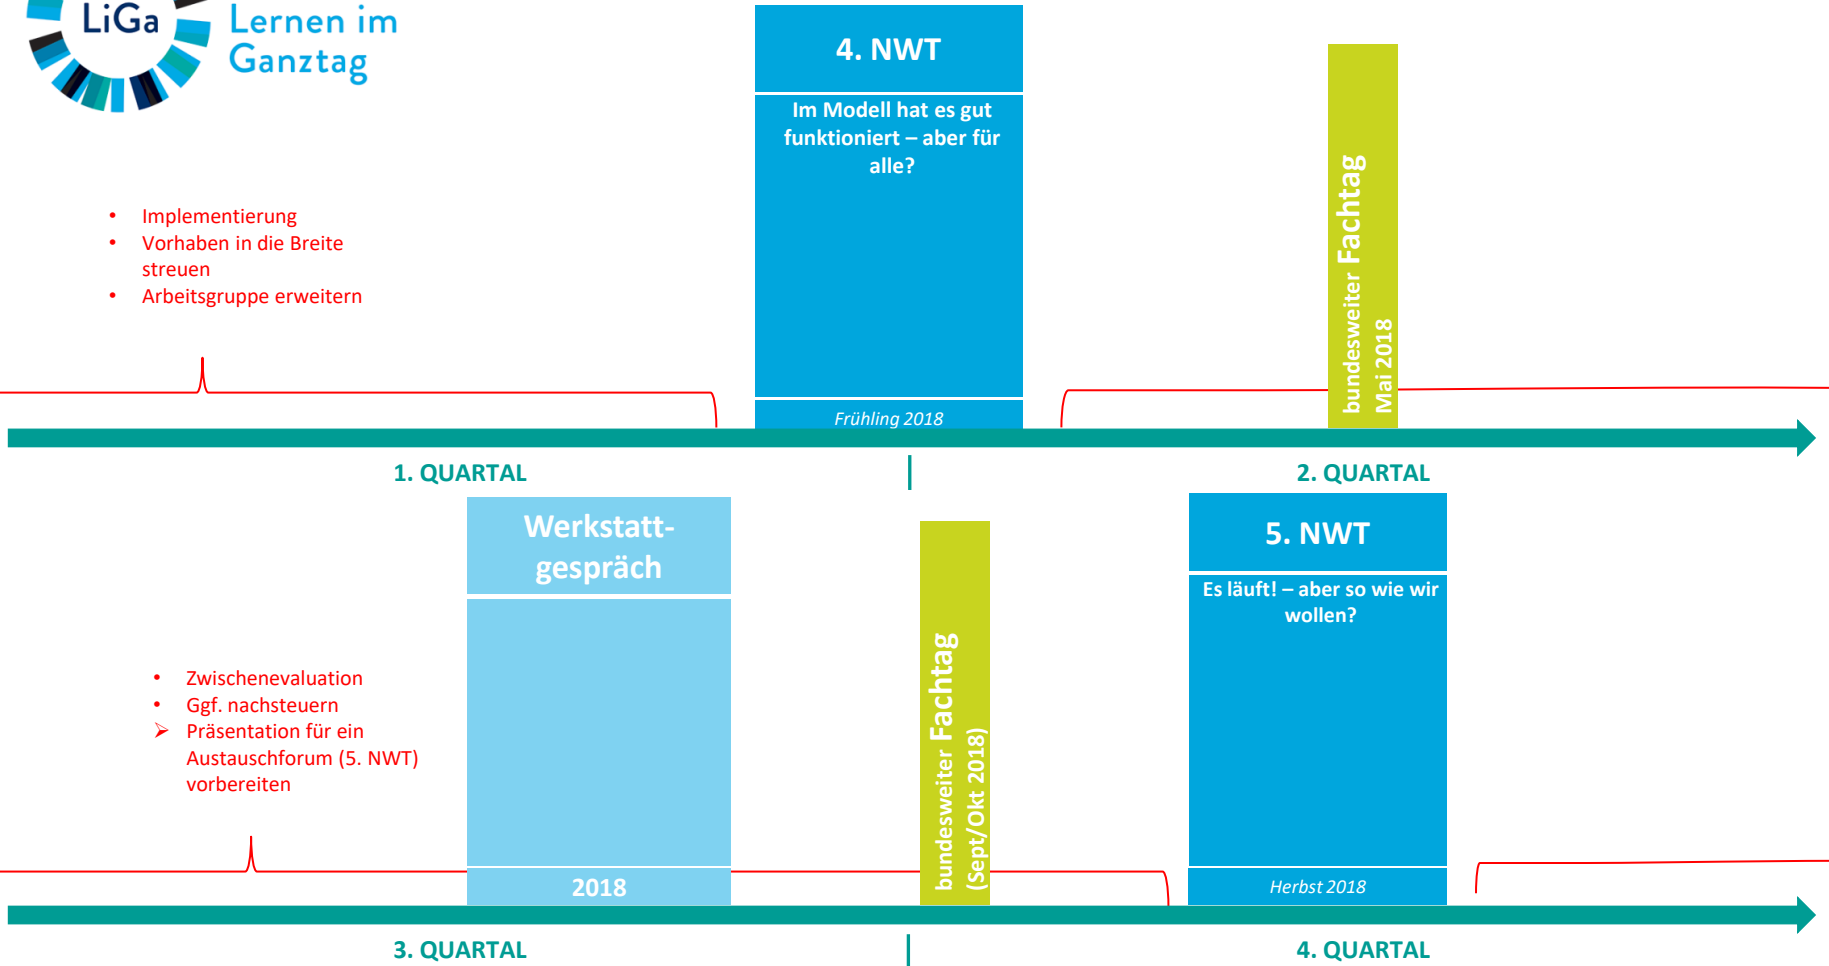 LiGa
Lernen im
Ganztag
4. NWT
Im Modell hat es gut
funktioniert – aber für
alle?
Frühling 2018
bundesweiter Fachtag
Mai 2018
• Implementierung
• Vorhaben in die Breite
streuen
• Arbeitsgruppe erweitern
1. QUARTAL
2. QUARTAL
Werkstatt-
gespräch
2018
bundesweiter Fachtag
(Sept/Okt 2018)
5. NWT
Es läuft! – aber so wie wir
wollen?
Herbst 2018
• Zwischenevaluation
• Ggf. nachsteuern
➢ Präsentation für ein
Austauschforum (5. NWT)
vorbereiten
3. QUARTAL
4. QUARTAL